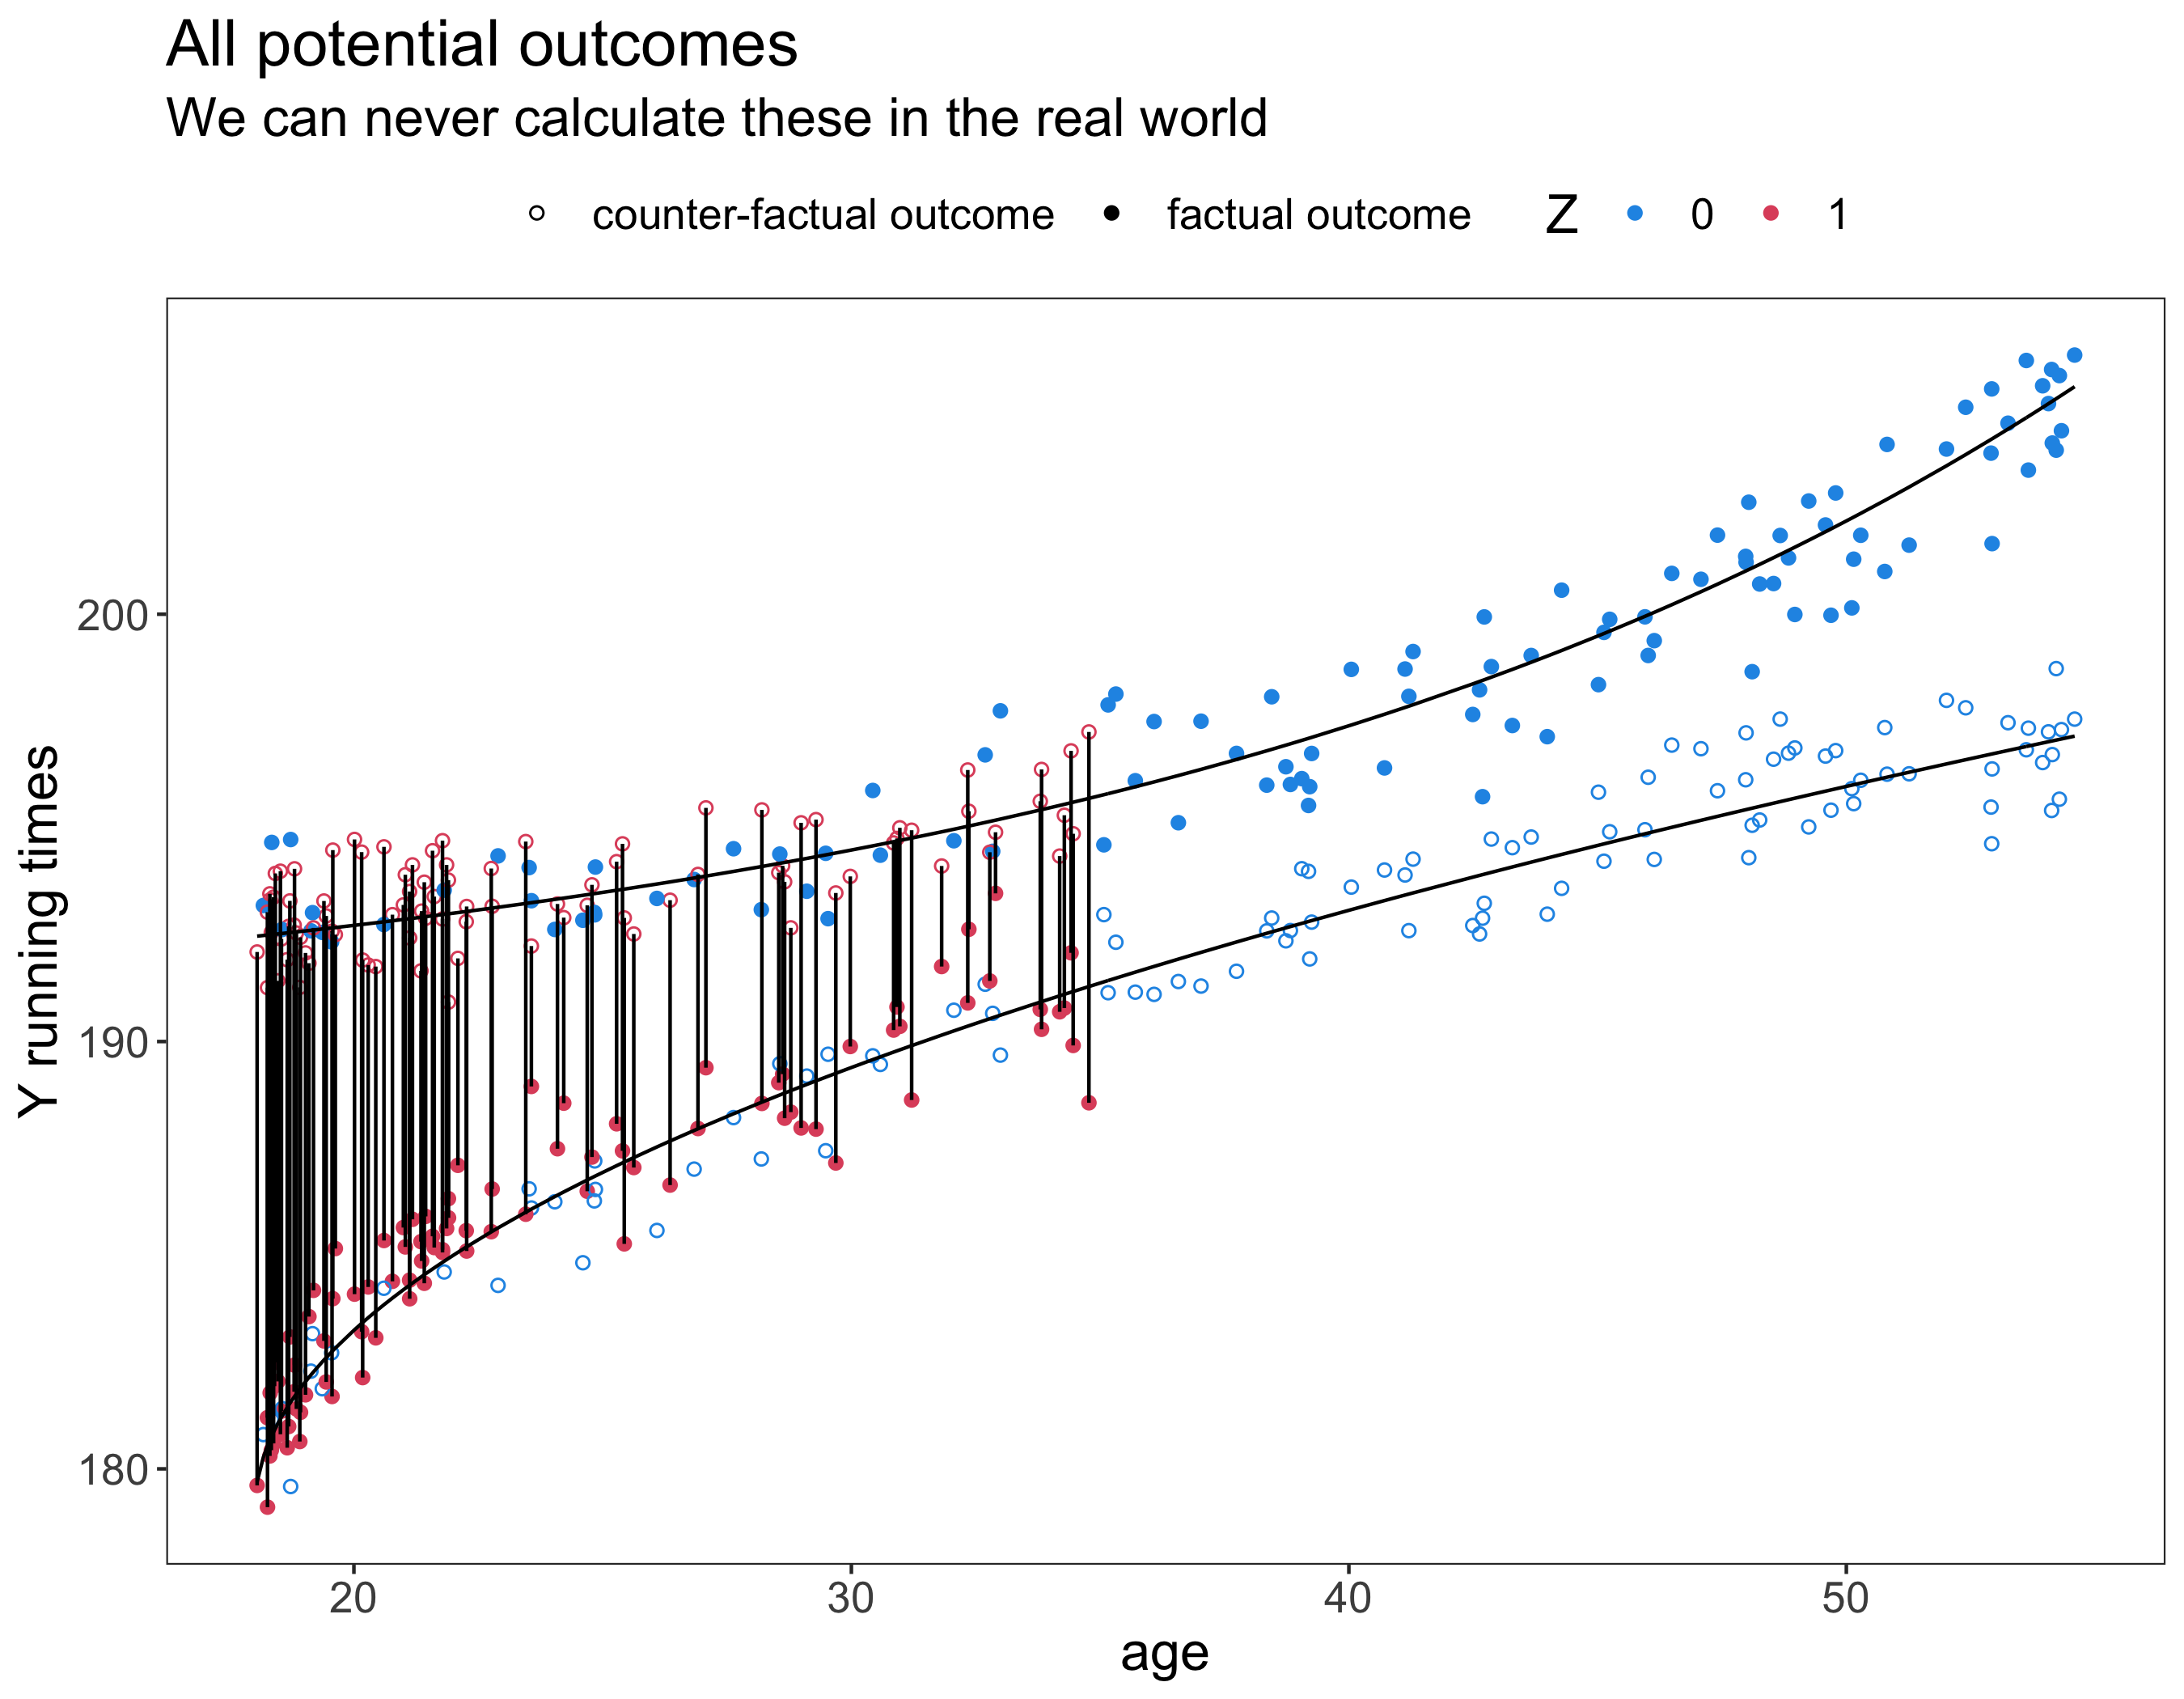 All potential outcomes
We can never calculate these in the real world
counter-factual outcome factual outcome Z 0 1
Y running times
200
190
180
20 30 40 50
age